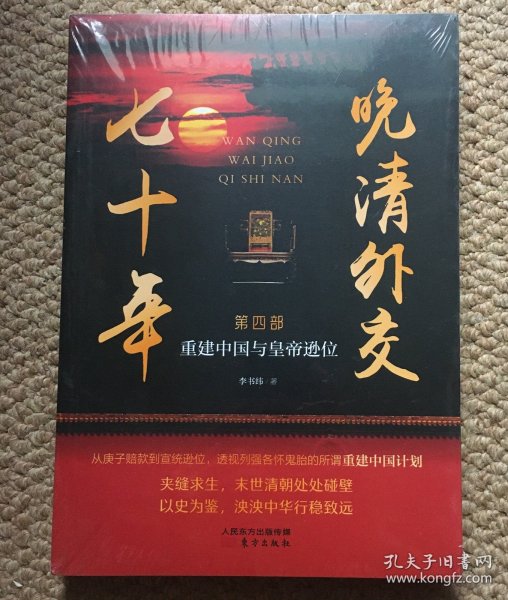 晚清外交
七十年
WAN QING
WAI JIAO
QI SHI NAN
第四部
重建中国与皇帝逊位
李书纬 著
从庚子赔款到宣统逊位，透视列强各怀鬼胎的所谓重建中国计划
夹缝求生，末世清朝处处碰壁
以史为鉴，泱泱中华行稳致远
人民东方出版传媒
东方出版社
孔夫子旧书网
www.kongfz.com